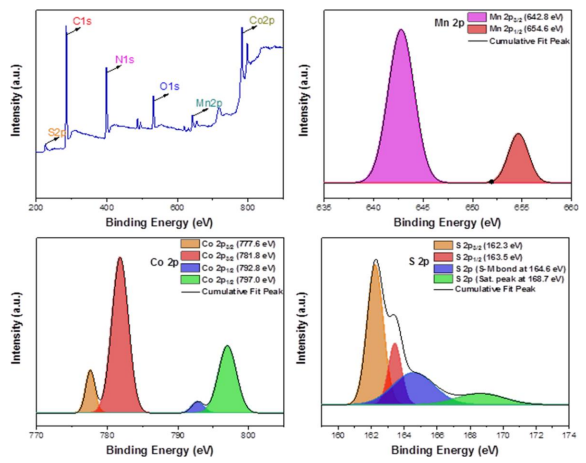 C1s
Co2p
N1s
O1s
Mn2p
S2p
Intensity (a.u.)
200 400 600 800
Binding Energy (eV)
Mn 2p
Mn 2p3/2 (642.8 eV)
Mn 2p1/2 (654.6 eV)
Cumulative Fit Peak
Intensity (a.u.)
635 640 645 650 655 660
Binding Energy (eV)
Co 2p
Co 2p3/2 (777.6 eV)
Co 2p3/2 (781.8 eV)
Co 2p1/2 (792.8 eV)
Co 2p1/2 (797.0 eV)
Cumulative Fit Peak
Intensity (a.u.)
770 780 790 800
Binding Energy (eV)
S 2p3/2 (162.3 eV)
S 2p1/2 (163.5 eV)
S 2p (S-M bond at 164.6 eV)
S 2p (Sat. peak at 168.7 eV)
Cumulative Fit Peak
S 2p
Intensity (a.u.)
160 162 164 166 168 170 172 174
Binding Energy (eV)